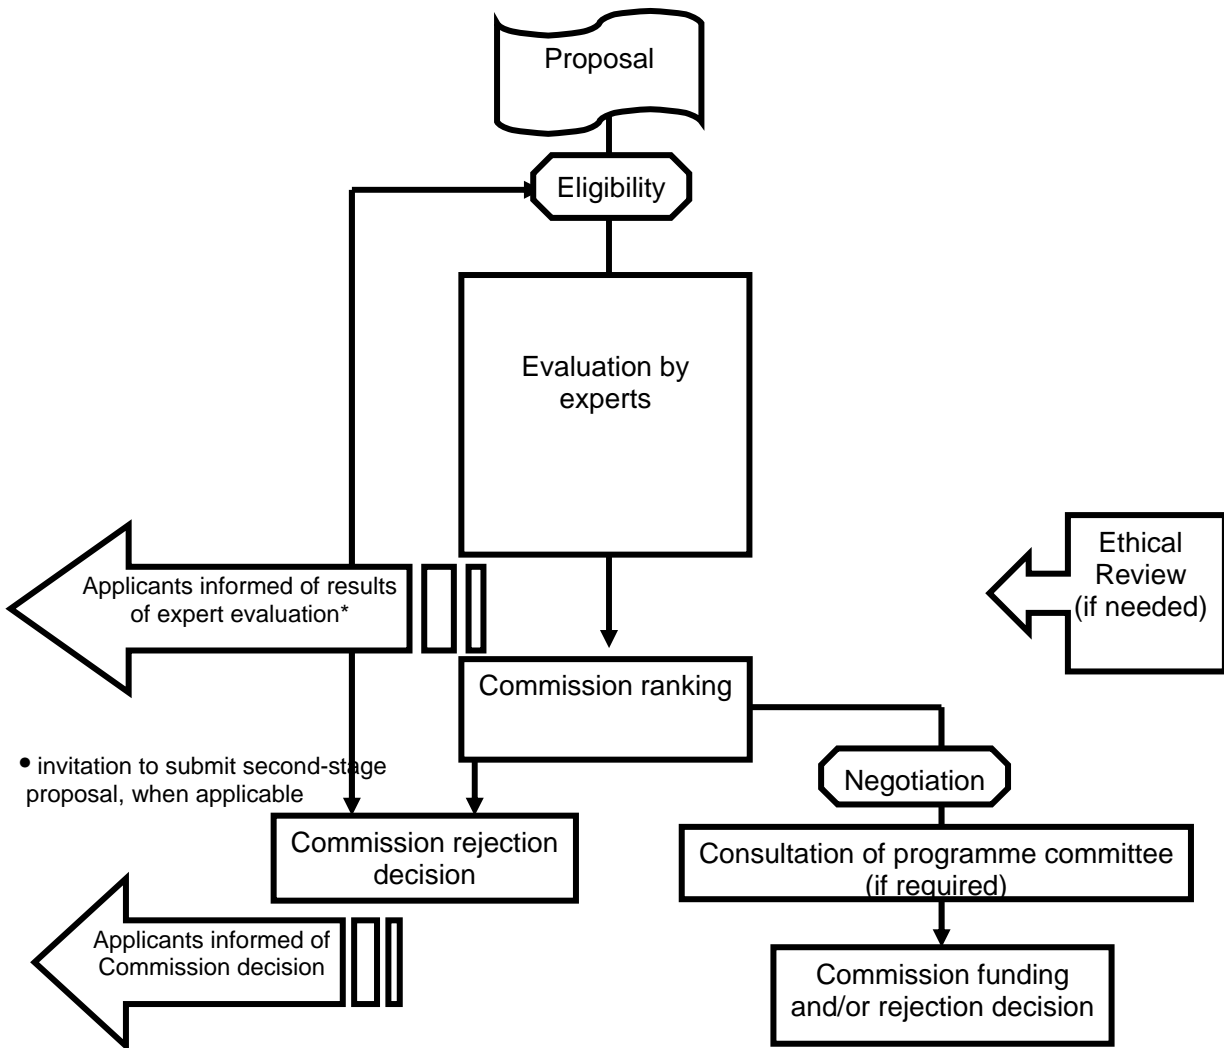 Proposal
Eligibility
Evaluation by
experts
Applicants informed of results
of expert evaluation*
Ethical
Review
(if needed)
Commission ranking
• invitation to submit second-stage
proposal, when applicable
Negotiation
Commission rejection
decision
Consultation of programme committee
(if required)
Applicants informed of
Commission decision
Commission funding
and/or rejection decision